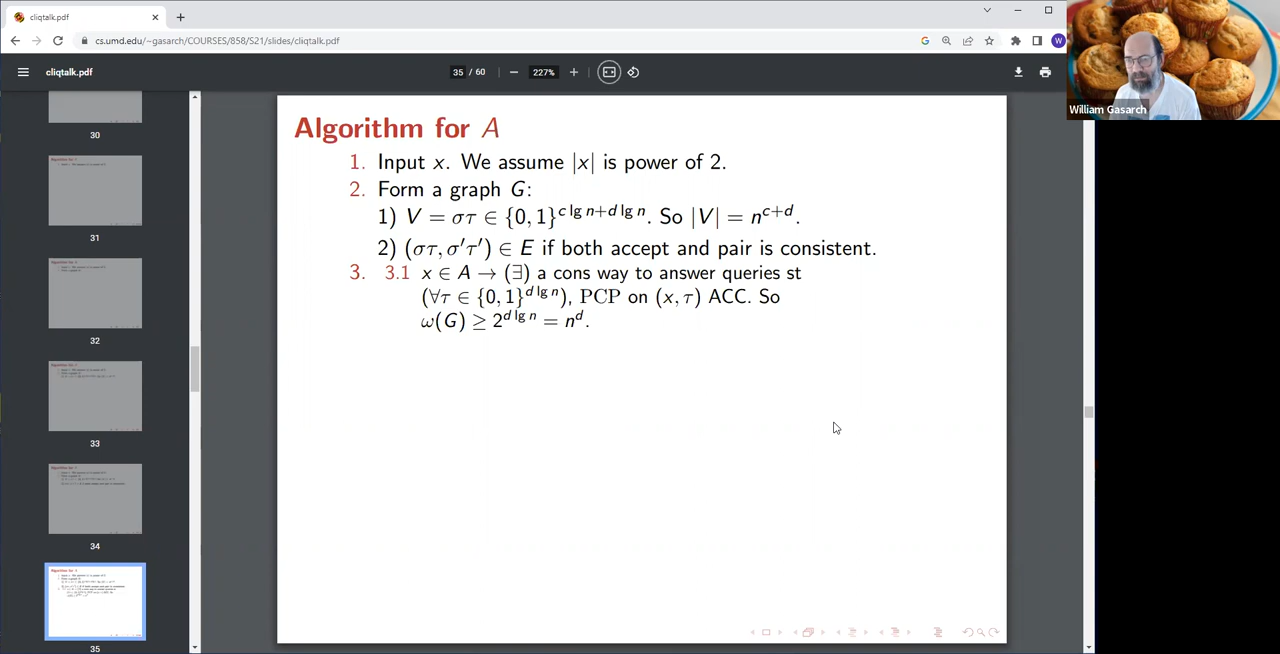 cliqtalk.pdf
cs.umd.edu/~gasarch/COURSES/858/S21/slides/cliqtalk.pdf
W
William Gasarch
cliqtalk.pdf
35 / 60
227%
30
31
32
33
34
35
Algorithm for A
1. Input x. We assume |x| is power of 2.
2. Form a graph G:
1) V = στ ∈ {0, 1}^{c lg n+d lg n}. So |V| = n^{c+d}.
2) (στ, σ′τ′) ∈ E if both accept and pair is consistent.
3. 3.1 x ∈ A → (∃) a cons way to answer queries st
(∀τ ∈ {0, 1}^{d lg n}), PCP on (x, τ) ACC. So
ω(G) ≥ 2^{d lg n} = n^d.